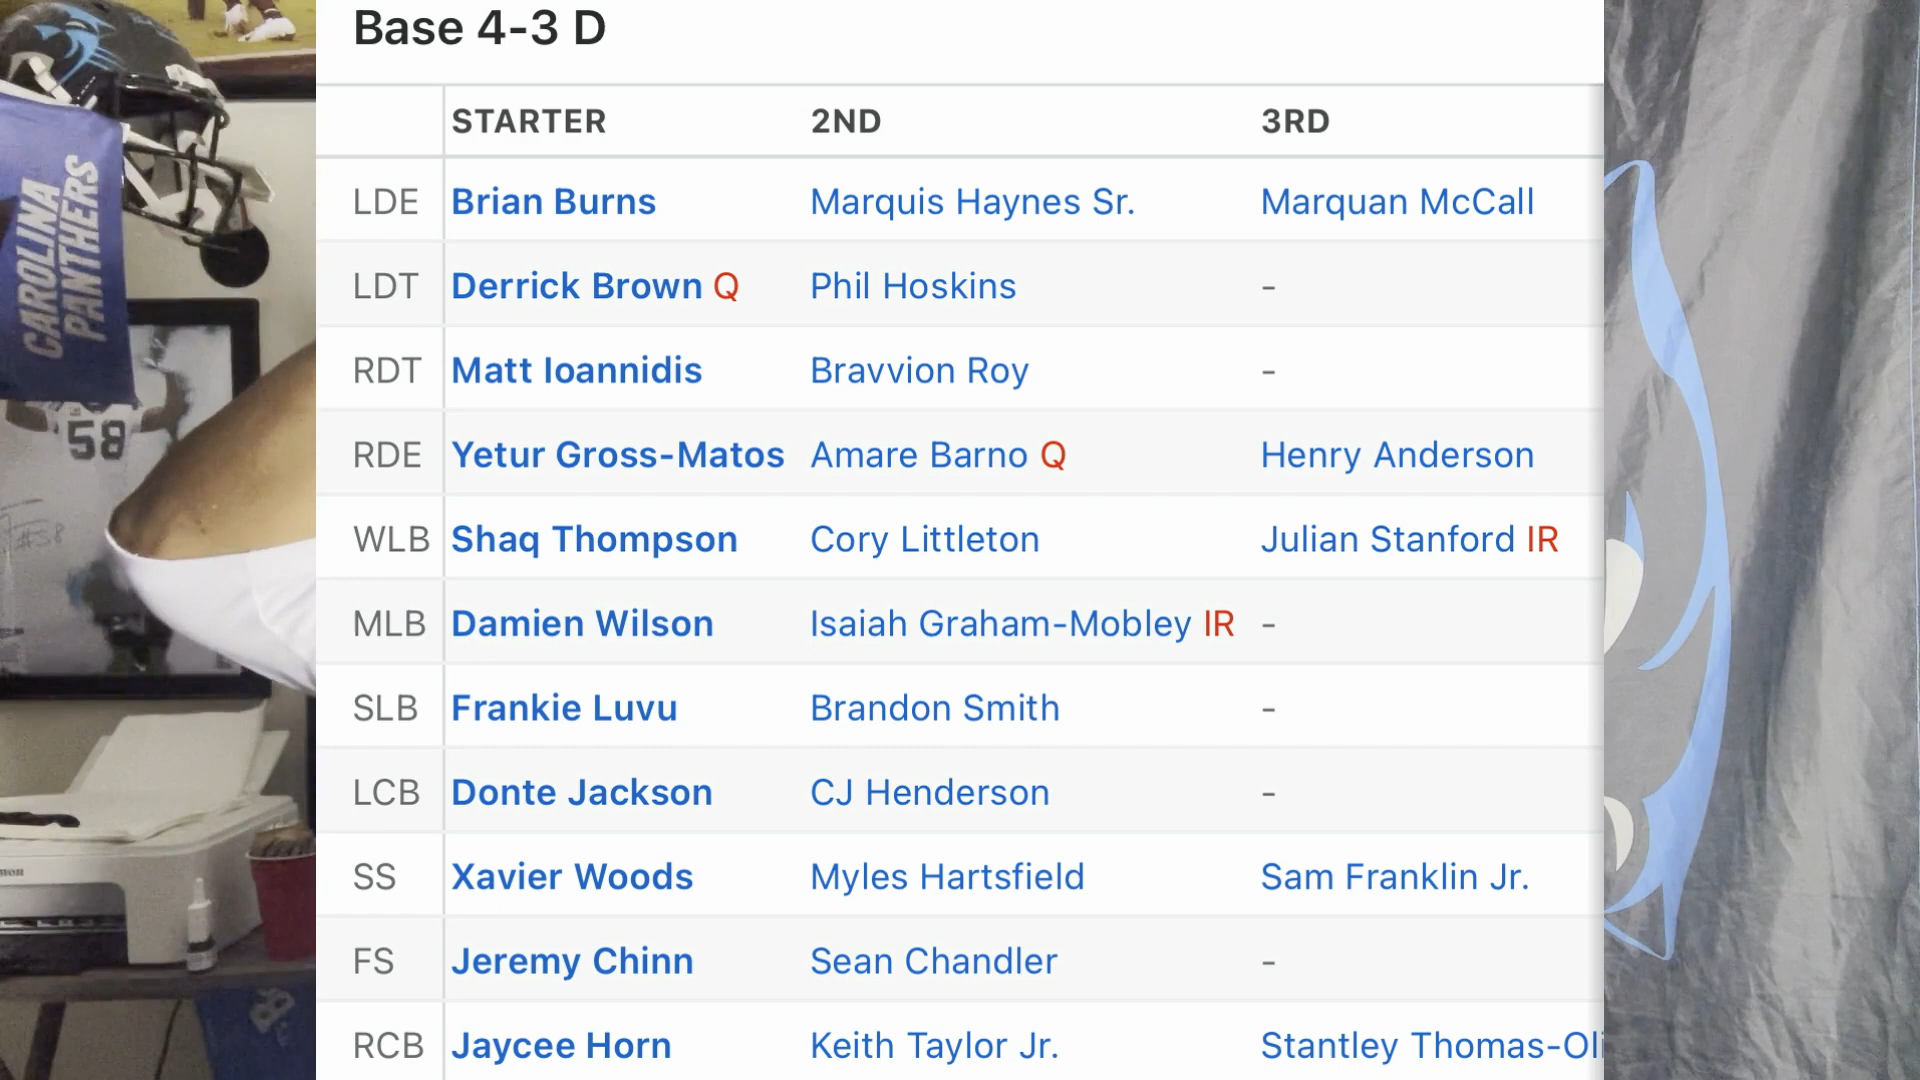 Base 4-3 D
STARTER 2ND 3RD
LDE Brian Burns Marquis Haynes Sr. Marquan McCall
LDT Derrick Brown Q Phil Hoskins -
RDT Matt Ioannidis Bravvion Roy -
RDE Yetur Gross-Matos Amare Barno Q Henry Anderson
WLB Shaq Thompson Cory Littleton Julian Stanford IR
MLB Damien Wilson Isaiah Graham-Mobley IR -
SLB Frankie Luvu Brandon Smith -
LCB Donte Jackson CJ Henderson -
SS Xavier Woods Myles Hartsfield Sam Franklin Jr.
FS Jeremy Chinn Sean Chandler -
RCB Jaycee Horn Keith Taylor Jr. Stantley Thomas-Oli
CAROLINA
PANTHERS
58
#58